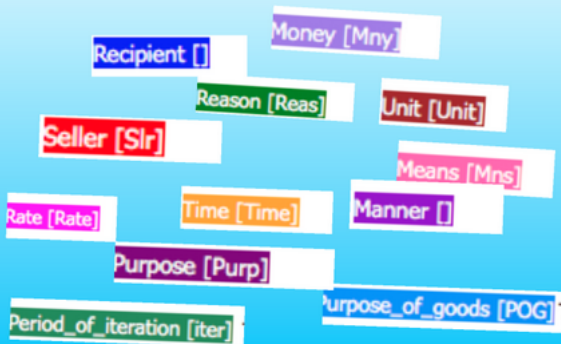 Money [Mny]
Recipient []
Reason [Reas]
Unit [Unit]
Seller [Slr]
Means [Mns]
Rate [Rate]
Time [Time]
Manner []
Purpose [Purp]
Purpose_of_goods [POG]
Period_of_iteration [iter]